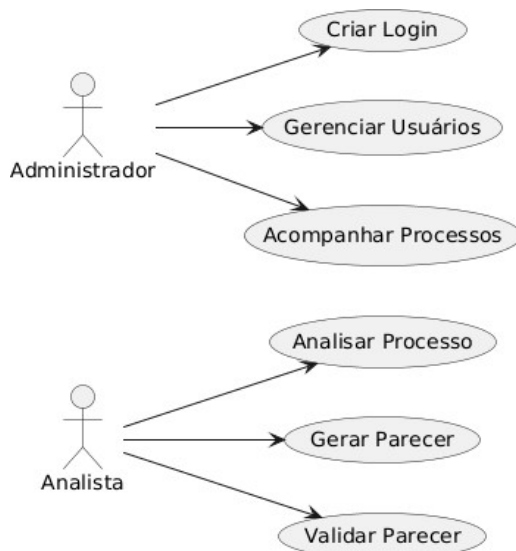 Criar Login
Gerenciar Usuários
Administrador
Acompanhar Processos
Analisar Processo
Gerar Parecer
Analista
Validar Parecer